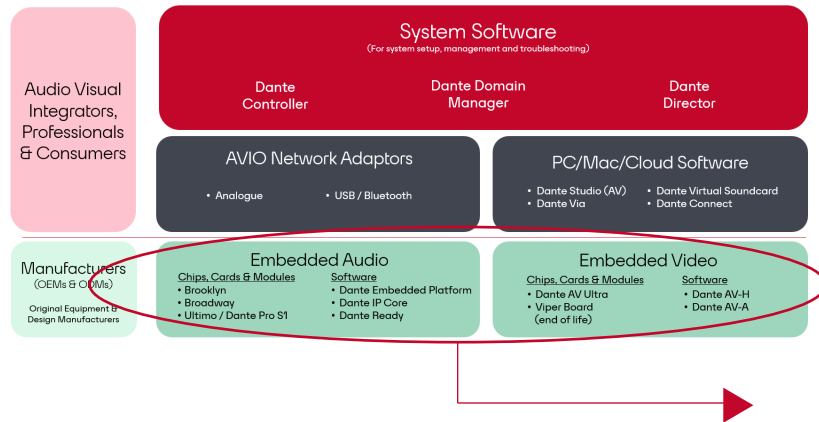 Audio Visual
Integrators,
Professionals
& Consumers
System Software
(For system setup, management and troubleshooting)
Dante
Controller
Dante Domain
Manager
Dante
Director
AVIO Network Adaptors
• Analogue
• USB / Bluetooth
PC/Mac/Cloud Software
• Dante Studio (AV)
• Dante Via
• Dante Virtual Soundcard
• Dante Connect
Manufacturers
(OEMs & ODMs)
Original Equipment &
Design Manufacturers
Embedded Audio
Chips, Cards & Modules
• Brooklyn
• Broadway
• Ultimo / Dante Pro S1
Software
• Dante Embedded Platform
• Dante IP Core
• Dante Ready
Embedded Video
Chips, Cards & Modules
• Dante AV Ultra
• Viper Board
(end of life)
Software
• Dante AV-H
• Dante AV-A